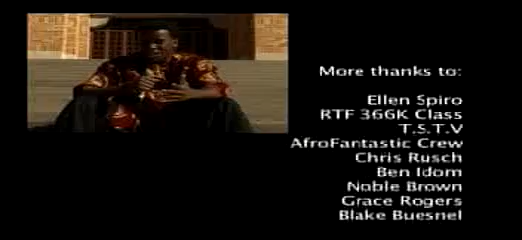 More thanks to:
Ellen Spiro
RTF 366K Class
T.S.T.V
AfroFantastic Crew
Chris Rusch
Ben Idom
Noble Brown
Grace Rogers
Blake Buesnel